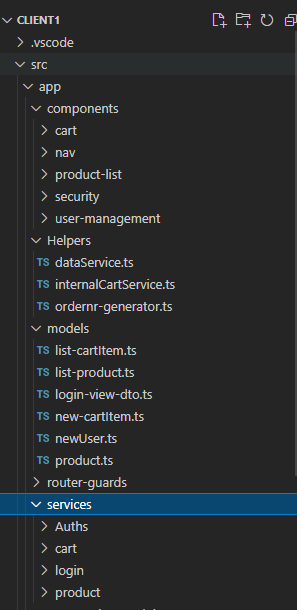 CLIENT1
.vscode
src
app
components
cart
nav
product-list
security
user-management
Helpers
TS dataService.ts
TS internalCartService.ts
TS ordernr-generator.ts
models
TS list-cartItem.ts
TS list-product.ts
TS login-view-dto.ts
TS new-cartItem.ts
TS newUser.ts
TS product.ts
router-guards
services
Auths
cart
login
product